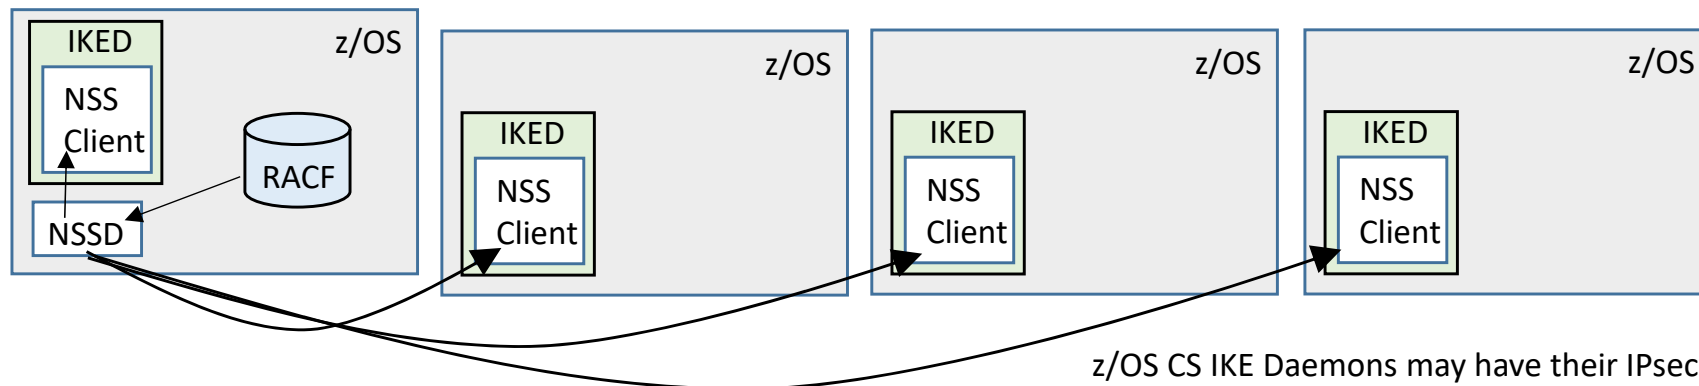 IKED
z/OS
NSS
Client
RACF
NSSD
z/OS
IKED
NSS
Client
z/OS
IKED
NSS
Client
z/OS
IKED
NSS
Client
z/OS CS IKE Daemons may have their IPsec